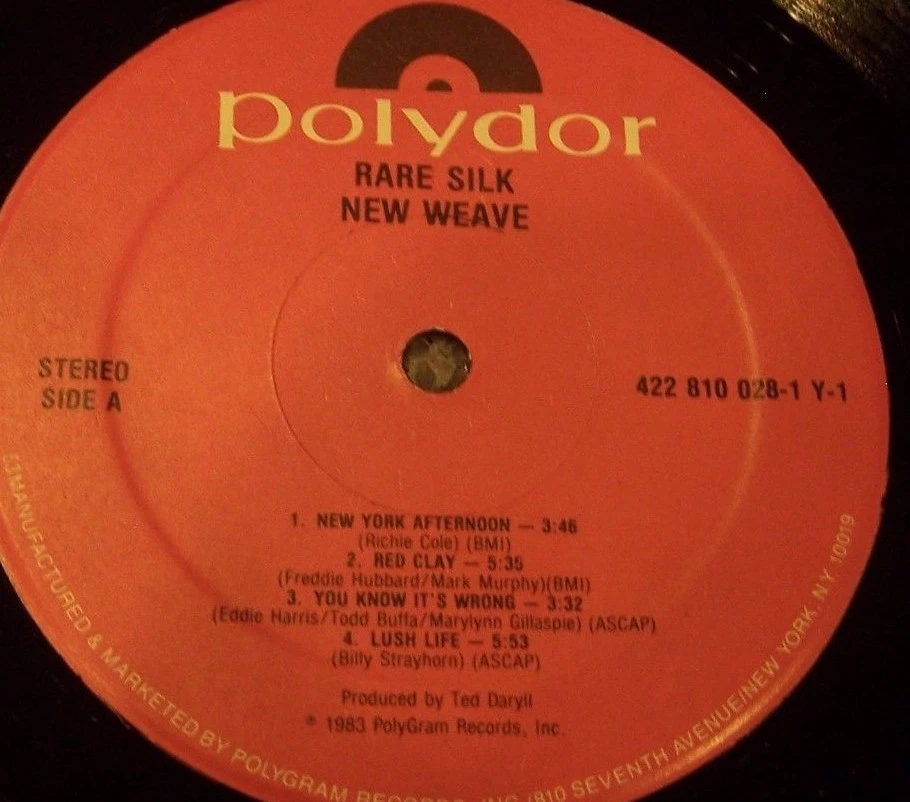 polydor
RARE SILK
NEW WEAVE
STEREO
SIDE A
422 810 028-1 Y-1
1. NEW YORK AFTERNOON — 3:46
(Richie Cole) (BMI)
2. RED CLAY — 5:35
(Freddie Hubbard/Mark Murphy)(BMI)
3. YOU KNOW IT'S WRONG — 3:32
(Eddie Harris/Todd Buffa/Marylynn Gillaspie) (ASCAP)
4. LUSH LIFE — 5:53
(Billy Strayhorn) (ASCAP)
Produced by Ted Daryll
℗ 1983 PolyGram Records, Inc.
MANUFACTURED & MARKETED BY POLYGRAM RECORDS, INC./810 SEVENTH AVENUE/NEW YORK, N.Y. 10019